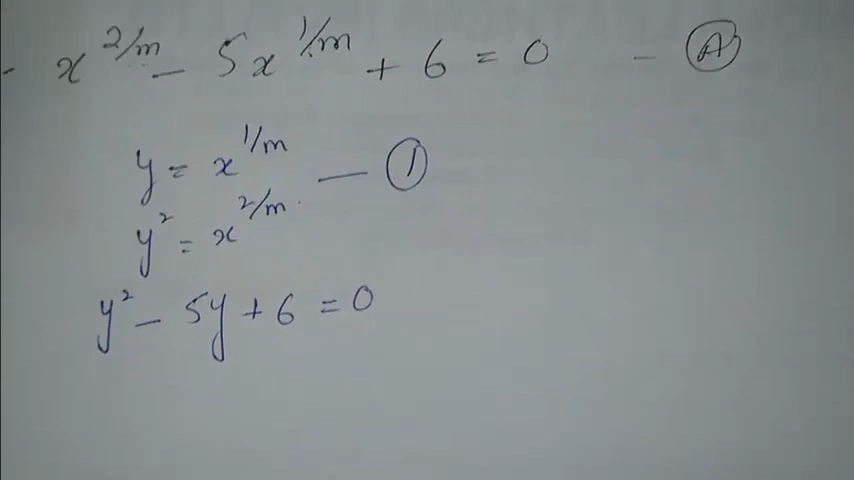 - x^{2/m} - 5x^{1/m} + 6 = 0 - Ⓐ
y = x^{1/m} — ①
y^2 = x^{2/m}.
y^2 - 5y + 6 = 0